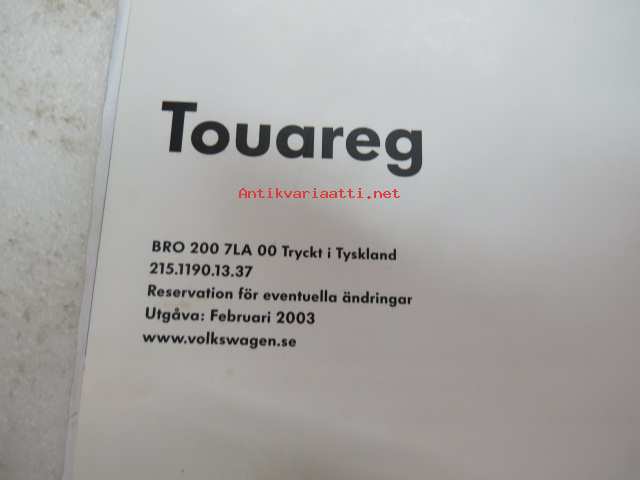 Touareg
Antikvariaatti.net
BRO 200 7LA 00 Tryckt i Tyskland
215.1190.13.37
Reservation för eventuella ändringar
Utgåva: Februari 2003
www.volkswagen.se